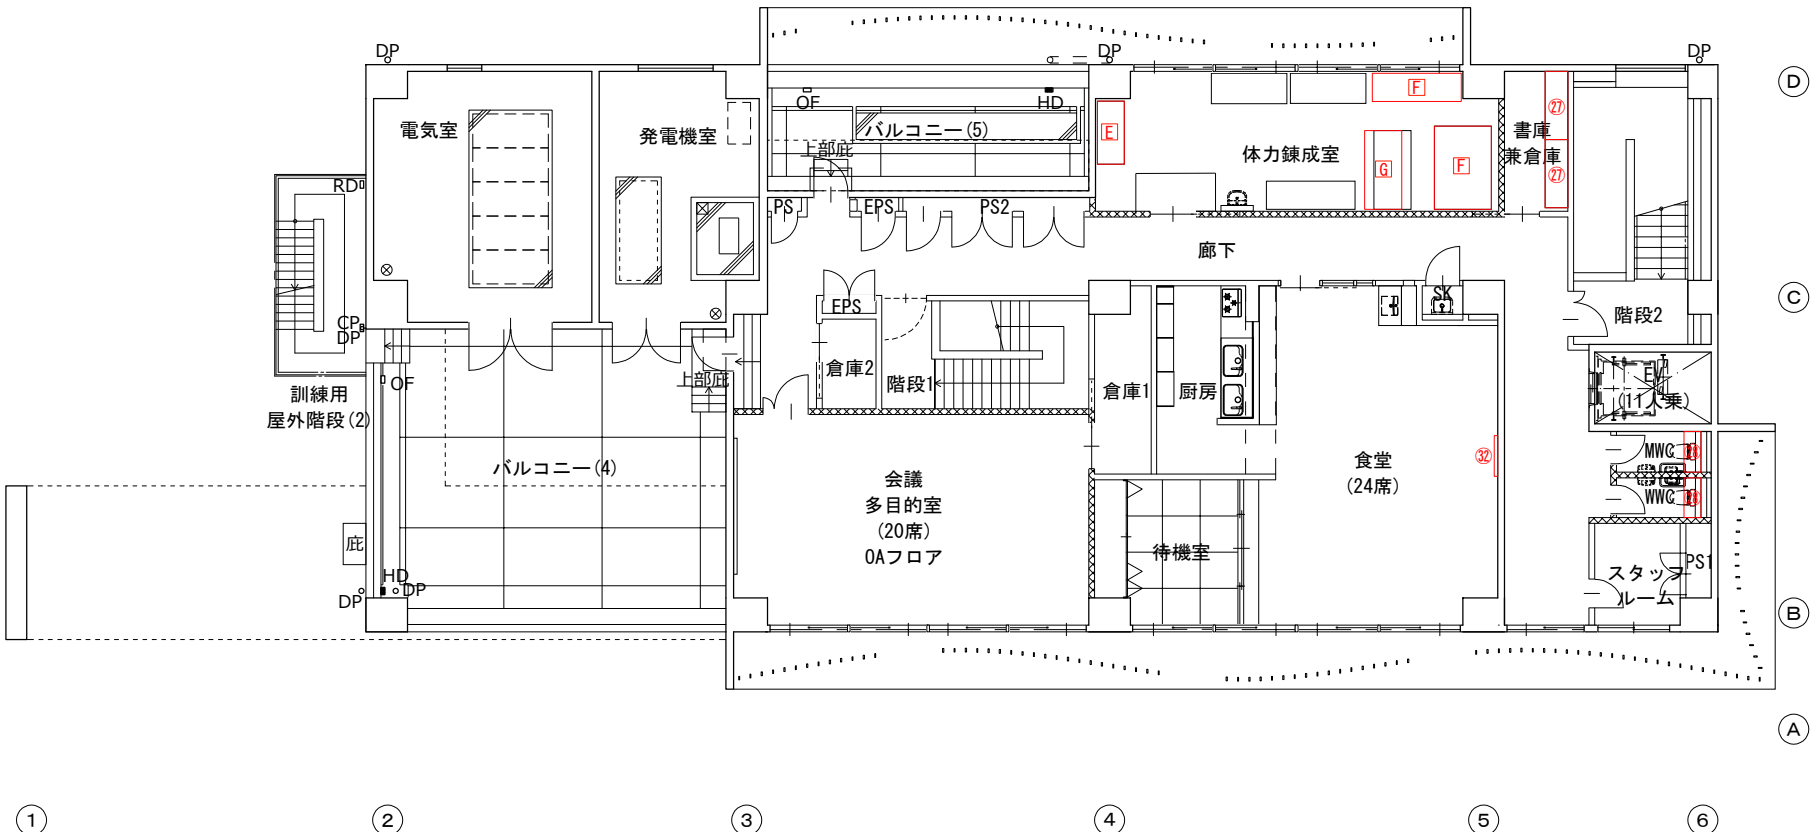 DP
DP
DP
D
OF
HD
電気室
発電機室
バルコニー(5)
上部庇
E
F
体力錬成室
G
F
書庫
兼倉庫
㉗
㉗
RD
PS
EPS
PS2
廊下
C
CP
DP
EPS
SK
階段2
OF
上部庇
倉庫2
階段1
倉庫1
厨房
EV
(11人乗)
訓練用
屋外階段(2)
バルコニー(4)
会議
多目的室
(20席)
OAフロア
食堂
(24席)
㉜
MWC
WWC
庇
待機室
PS1
スタッフ
ルーム
HD
DP
DP
B
A
1
2
3
4
5
6